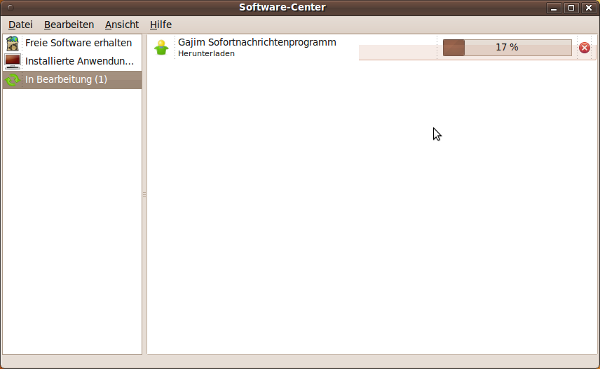 Software-Center
Datei Bearbeiten Ansicht Hilfe
Freie Software erhalten
Installierte Anwendun...
In Bearbeitung (1)
Gajim Sofortnachrichtenprogramm
Herunterladen
17 %